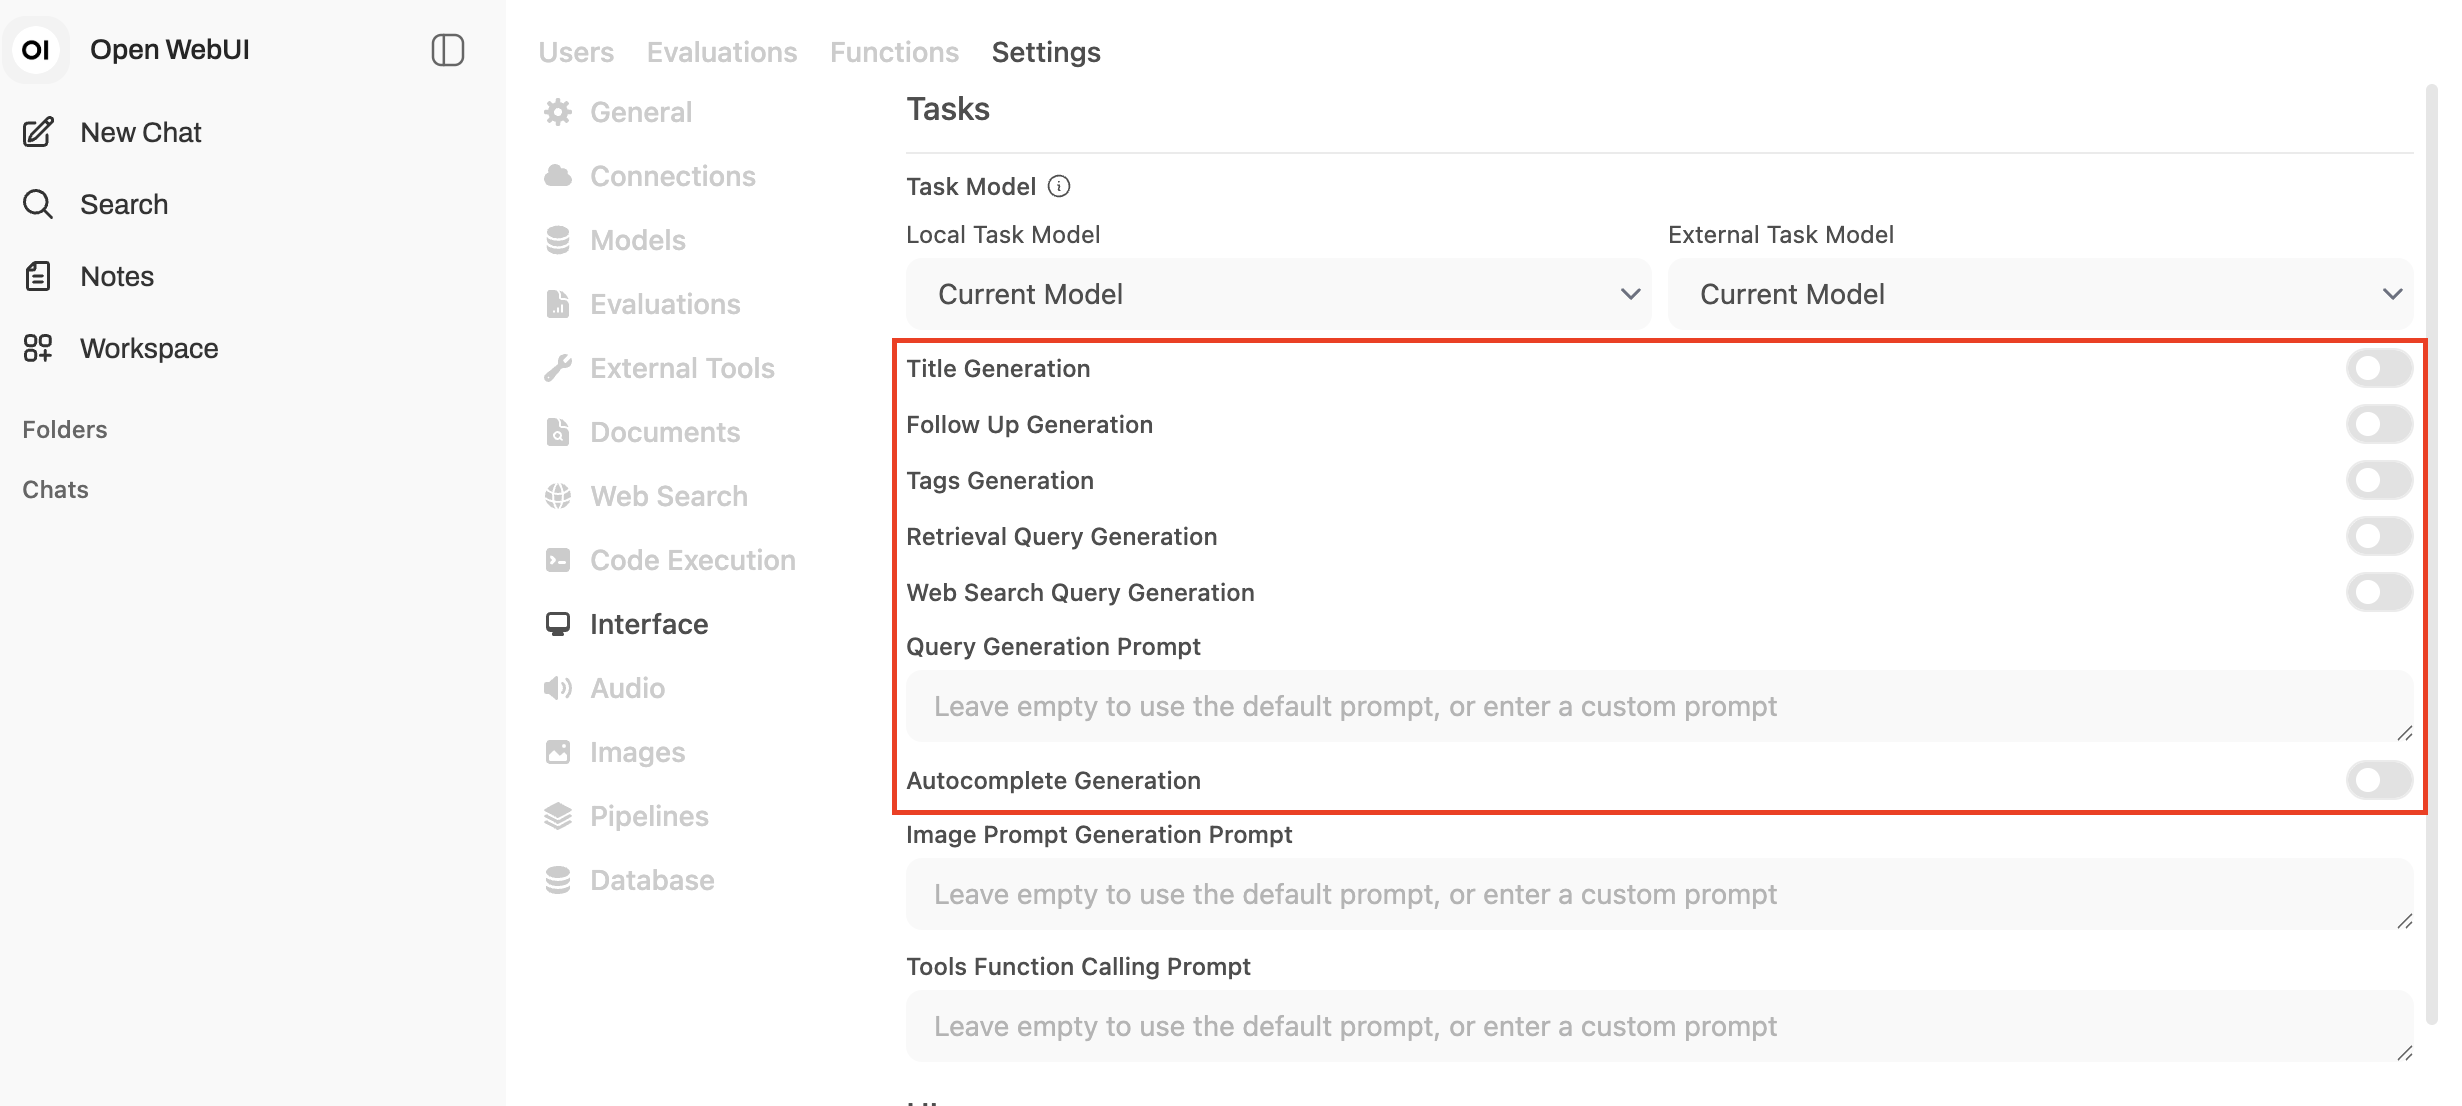 OI Open WebUI
New Chat
Search
Notes
Workspace
Folders
Chats
Users Evaluations Functions Settings
General
Connections
Models
Evaluations
External Tools
Documents
Web Search
Code Execution
Interface
Audio
Images
Pipelines
Database
Tasks
Task Model
Local Task Model External Task Model
Current Model Current Model
Title Generation
Follow Up Generation
Tags Generation
Retrieval Query Generation
Web Search Query Generation
Query Generation Prompt
Leave empty to use the default prompt, or enter a custom prompt
Autocomplete Generation
Image Prompt Generation Prompt
Leave empty to use the default prompt, or enter a custom prompt
Tools Function Calling Prompt
Leave empty to use the default prompt, or enter a custom prompt